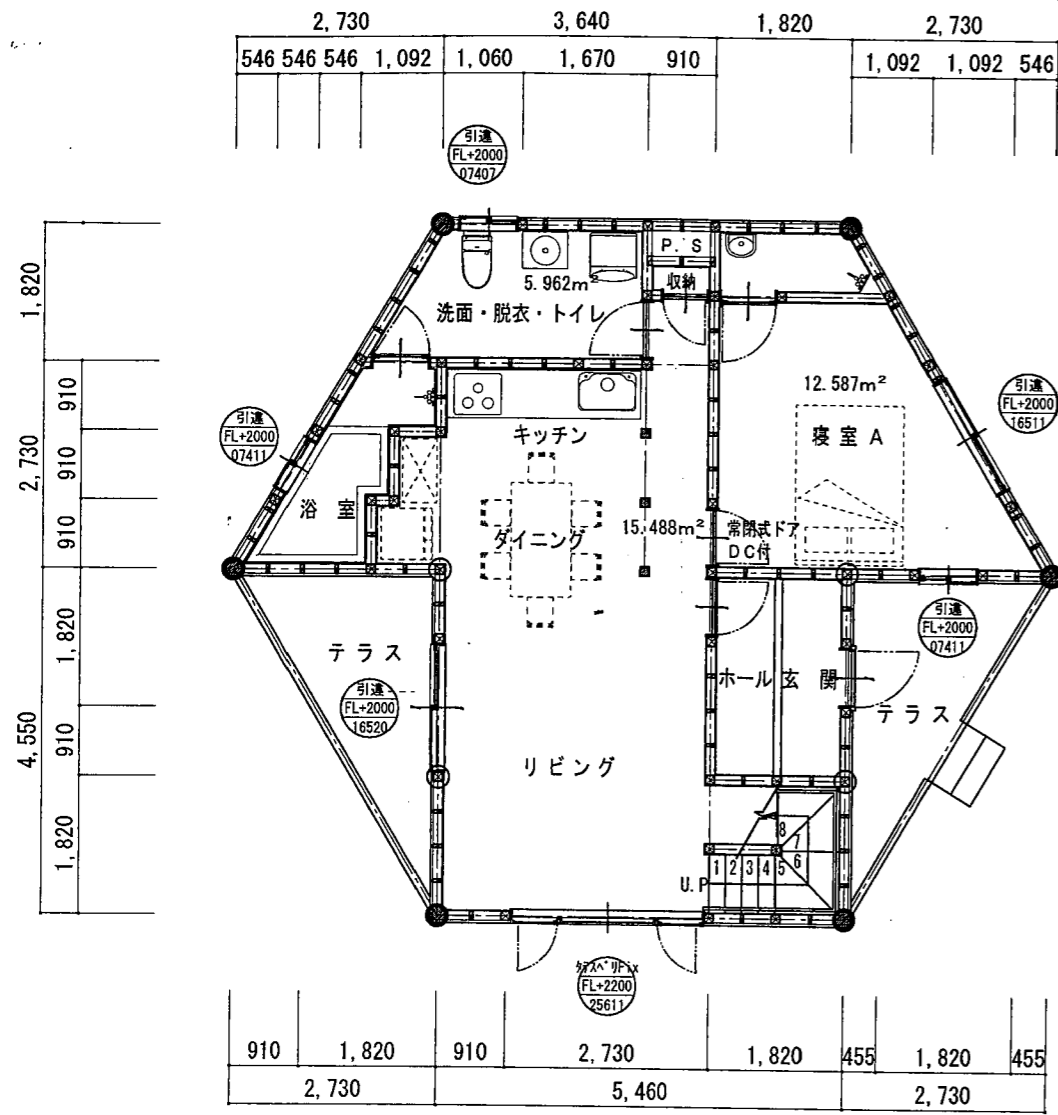 2,730 3,640 1,820 2,730
546 546 546 1,092 1,060 1,670 910 1,092 1,092 546
引違
FL+2000
07407
P.S
収納
5.962m²
洗面・脱衣・トイレ
1,820
910
2,730
910
910
12.587m²
寝室A
引違
FL+2000
16511
引違
FL+2000
07411
キッチン
浴室
ダイニング
15.488m²
常閉式ドア
DC付
引違
FL+2000
07411
テラス
引違
FL+2000
16520
ホール
玄関
テラス
リビング
1,820
4,550
910
1,820
8
7
6
1 2 3 4 5
U.P
FL+2200
25611
910 1,820 910 2,730 1,820 455 1,820 455
2,730 5,460 2,730